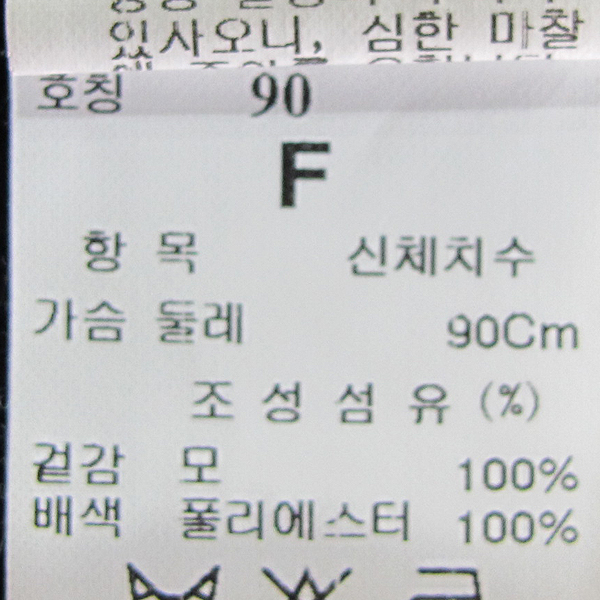 있사오니, 심한 마찰
호칭 90
F
항 목 신체치수
가슴 둘레 90Cm
조 성 섬 유 (%)
겉감 모 100%
배색 폴리에스터 100%